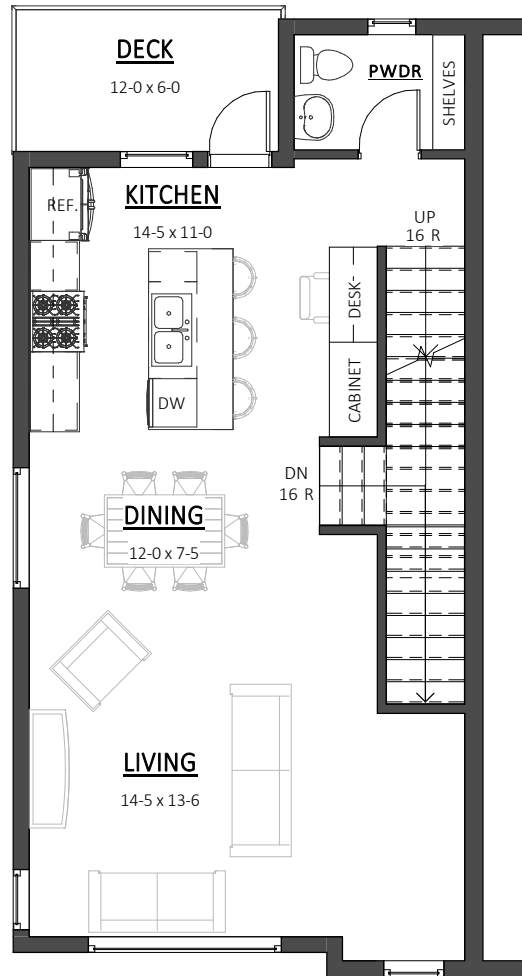 DECK
12-0 x 6-0
PWDR
SHELVES
KITCHEN
14-5 x 11-0
REF.
UP
16 R
DESK
CABINET
DW
DN
16 R
DINING
12-0 x 7-5
LIVING
14-5 x 13-6